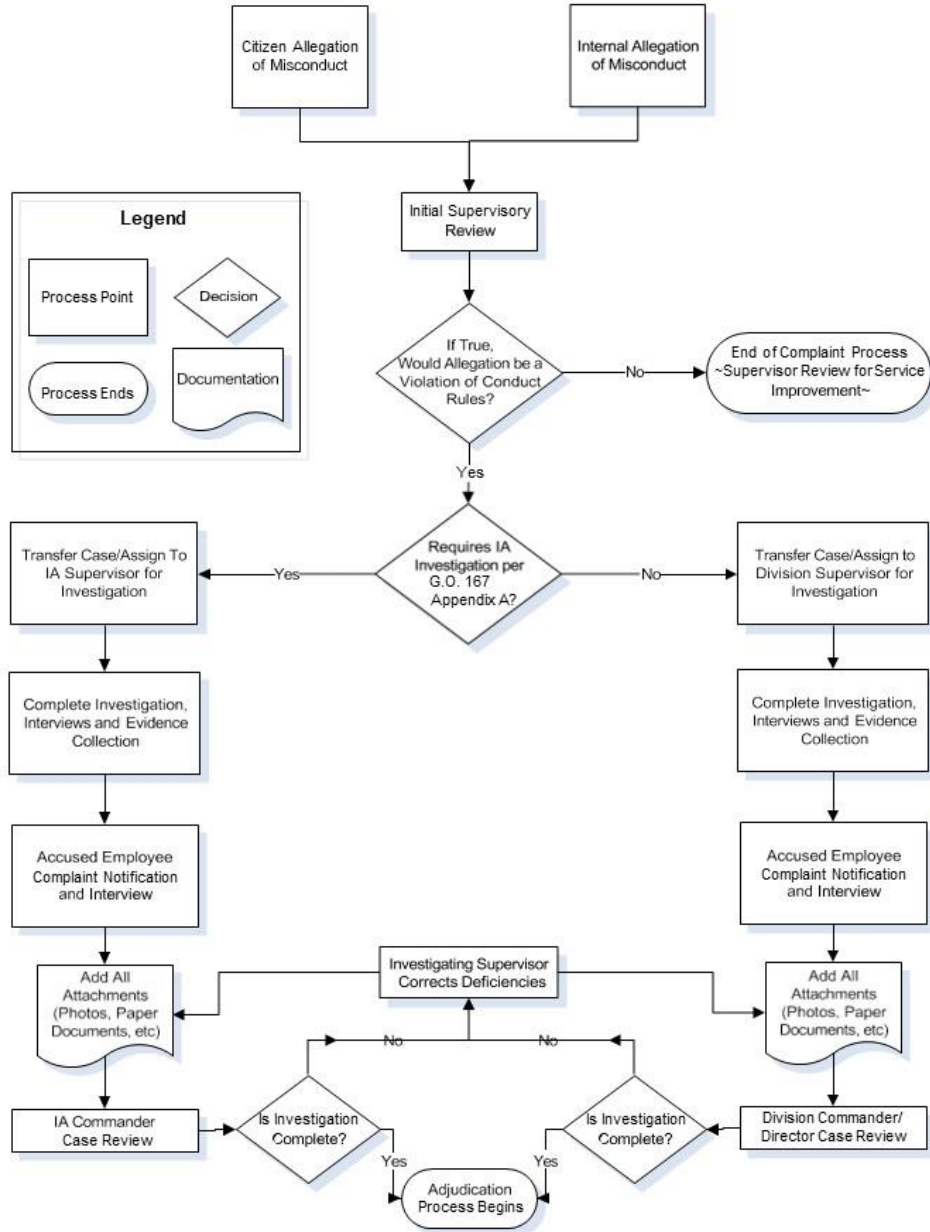 Citizen Allegation
of Misconduct
Internal Allegation
of Misconduct
Legend
Process Point
Decision
Process Ends
Documentation
Initial Supervisory
Review
If True,
Would Allegation be a
Violation of Conduct
Rules?
No
End of Complaint Process
~Supervisor Review for Service
Improvement~
Yes
Requires IA
Investigation per
G.O. 167
Appendix A?
Yes
No
Transfer Case/Assign To
IA Supervisor for
Investigation
Transfer Case/Assign to
Division Supervisor for
Investigation
Complete Investigation,
Interviews and Evidence
Collection
Complete Investigation,
Interviews and Evidence
Collection
Accused Employee
Complaint Notification
and Interview
Accused Employee
Complaint Notification
and Interview
Add All
Attachments
(Photos, Paper
Documents, etc)
Investigating Supervisor
Corrects Deficiencies
Add All
Attachments
(Photos, Paper
Documents, etc)
No
No
IA Commander
Case Review
Is Investigation
Complete?
Is Investigation
Complete?
Division Commander/
Director Case Review
Yes
Yes
Adjudication
Process Begins